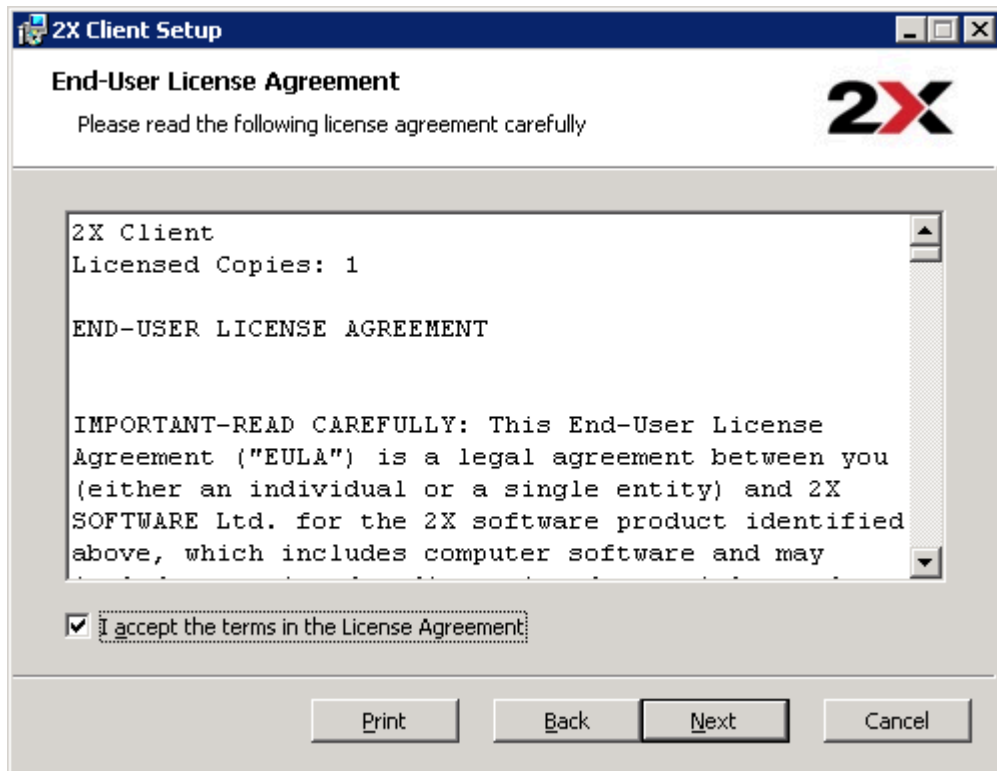 2X Client Setup
End-User License Agreement
Please read the following license agreement carefully
2X
2X Client
Licensed Copies: 1
END-USER LICENSE AGREEMENT
IMPORTANT-READ CAREFULLY: This End-User License
Agreement ("EULA") is a legal agreement between you
(either an individual or a single entity) and 2X
SOFTWARE Ltd. for the 2X software product identified
above, which includes computer software and may
I accept the terms in the License Agreement
Print Back Next Cancel